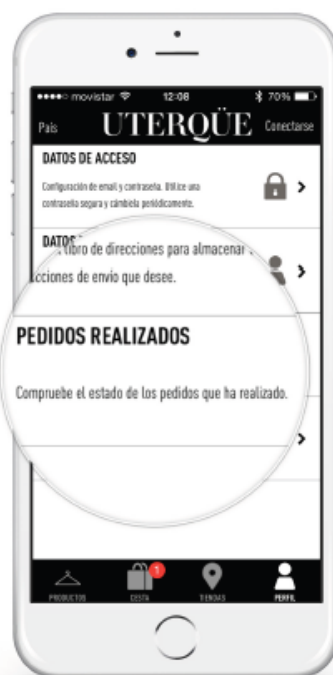 movistar 12:08 70%
País UTERQÜE Conectarse
DATOS DE ACCESO
Configuración de email y contraseña. Utilice una
contraseña segura y cámbiela periódicamente.
DATOS
libro de direcciones para almacenar
cciones de envío que desee.
PEDIDOS REALIZADOS
Compruebe el estado de los pedidos que ha realizado.
1
PRODUCTOS CESTA TIENDAS PERFIL